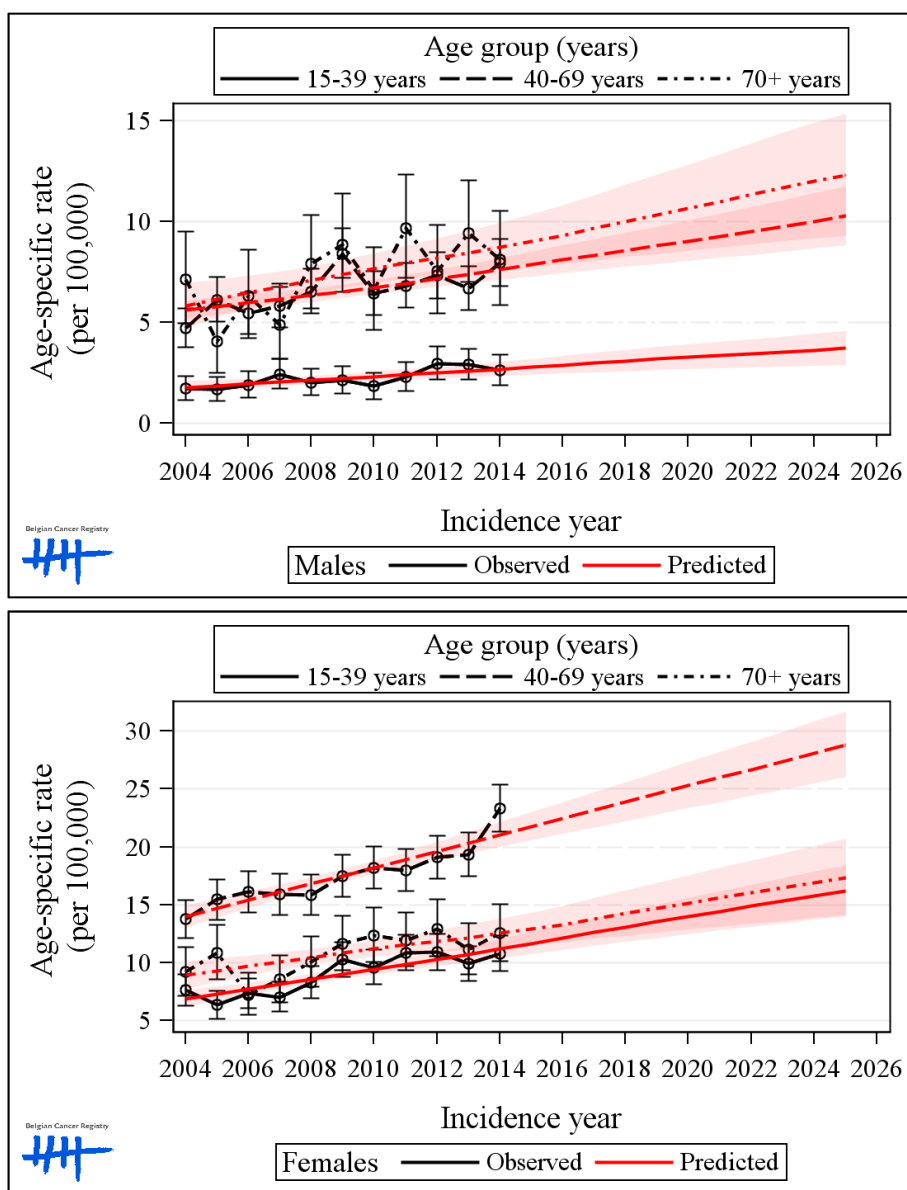 Age group (years)
15-39 years 40-69 years 70+ years
Age-specific rate
(per 100,000)
15
10
5
0
2004 2006 2008 2010 2012 2014 2016 2018 2020 2022 2024 2026
Incidence year
Belgian Cancer Registry
Males Observed Predicted
Age group (years)
15-39 years 40-69 years 70+ years
Age-specific rate
(per 100,000)
30
25
20
15
10
5
2004 2006 2008 2010 2012 2014 2016 2018 2020 2022 2024 2026
Incidence year
Belgian Cancer Registry
Females Observed Predicted